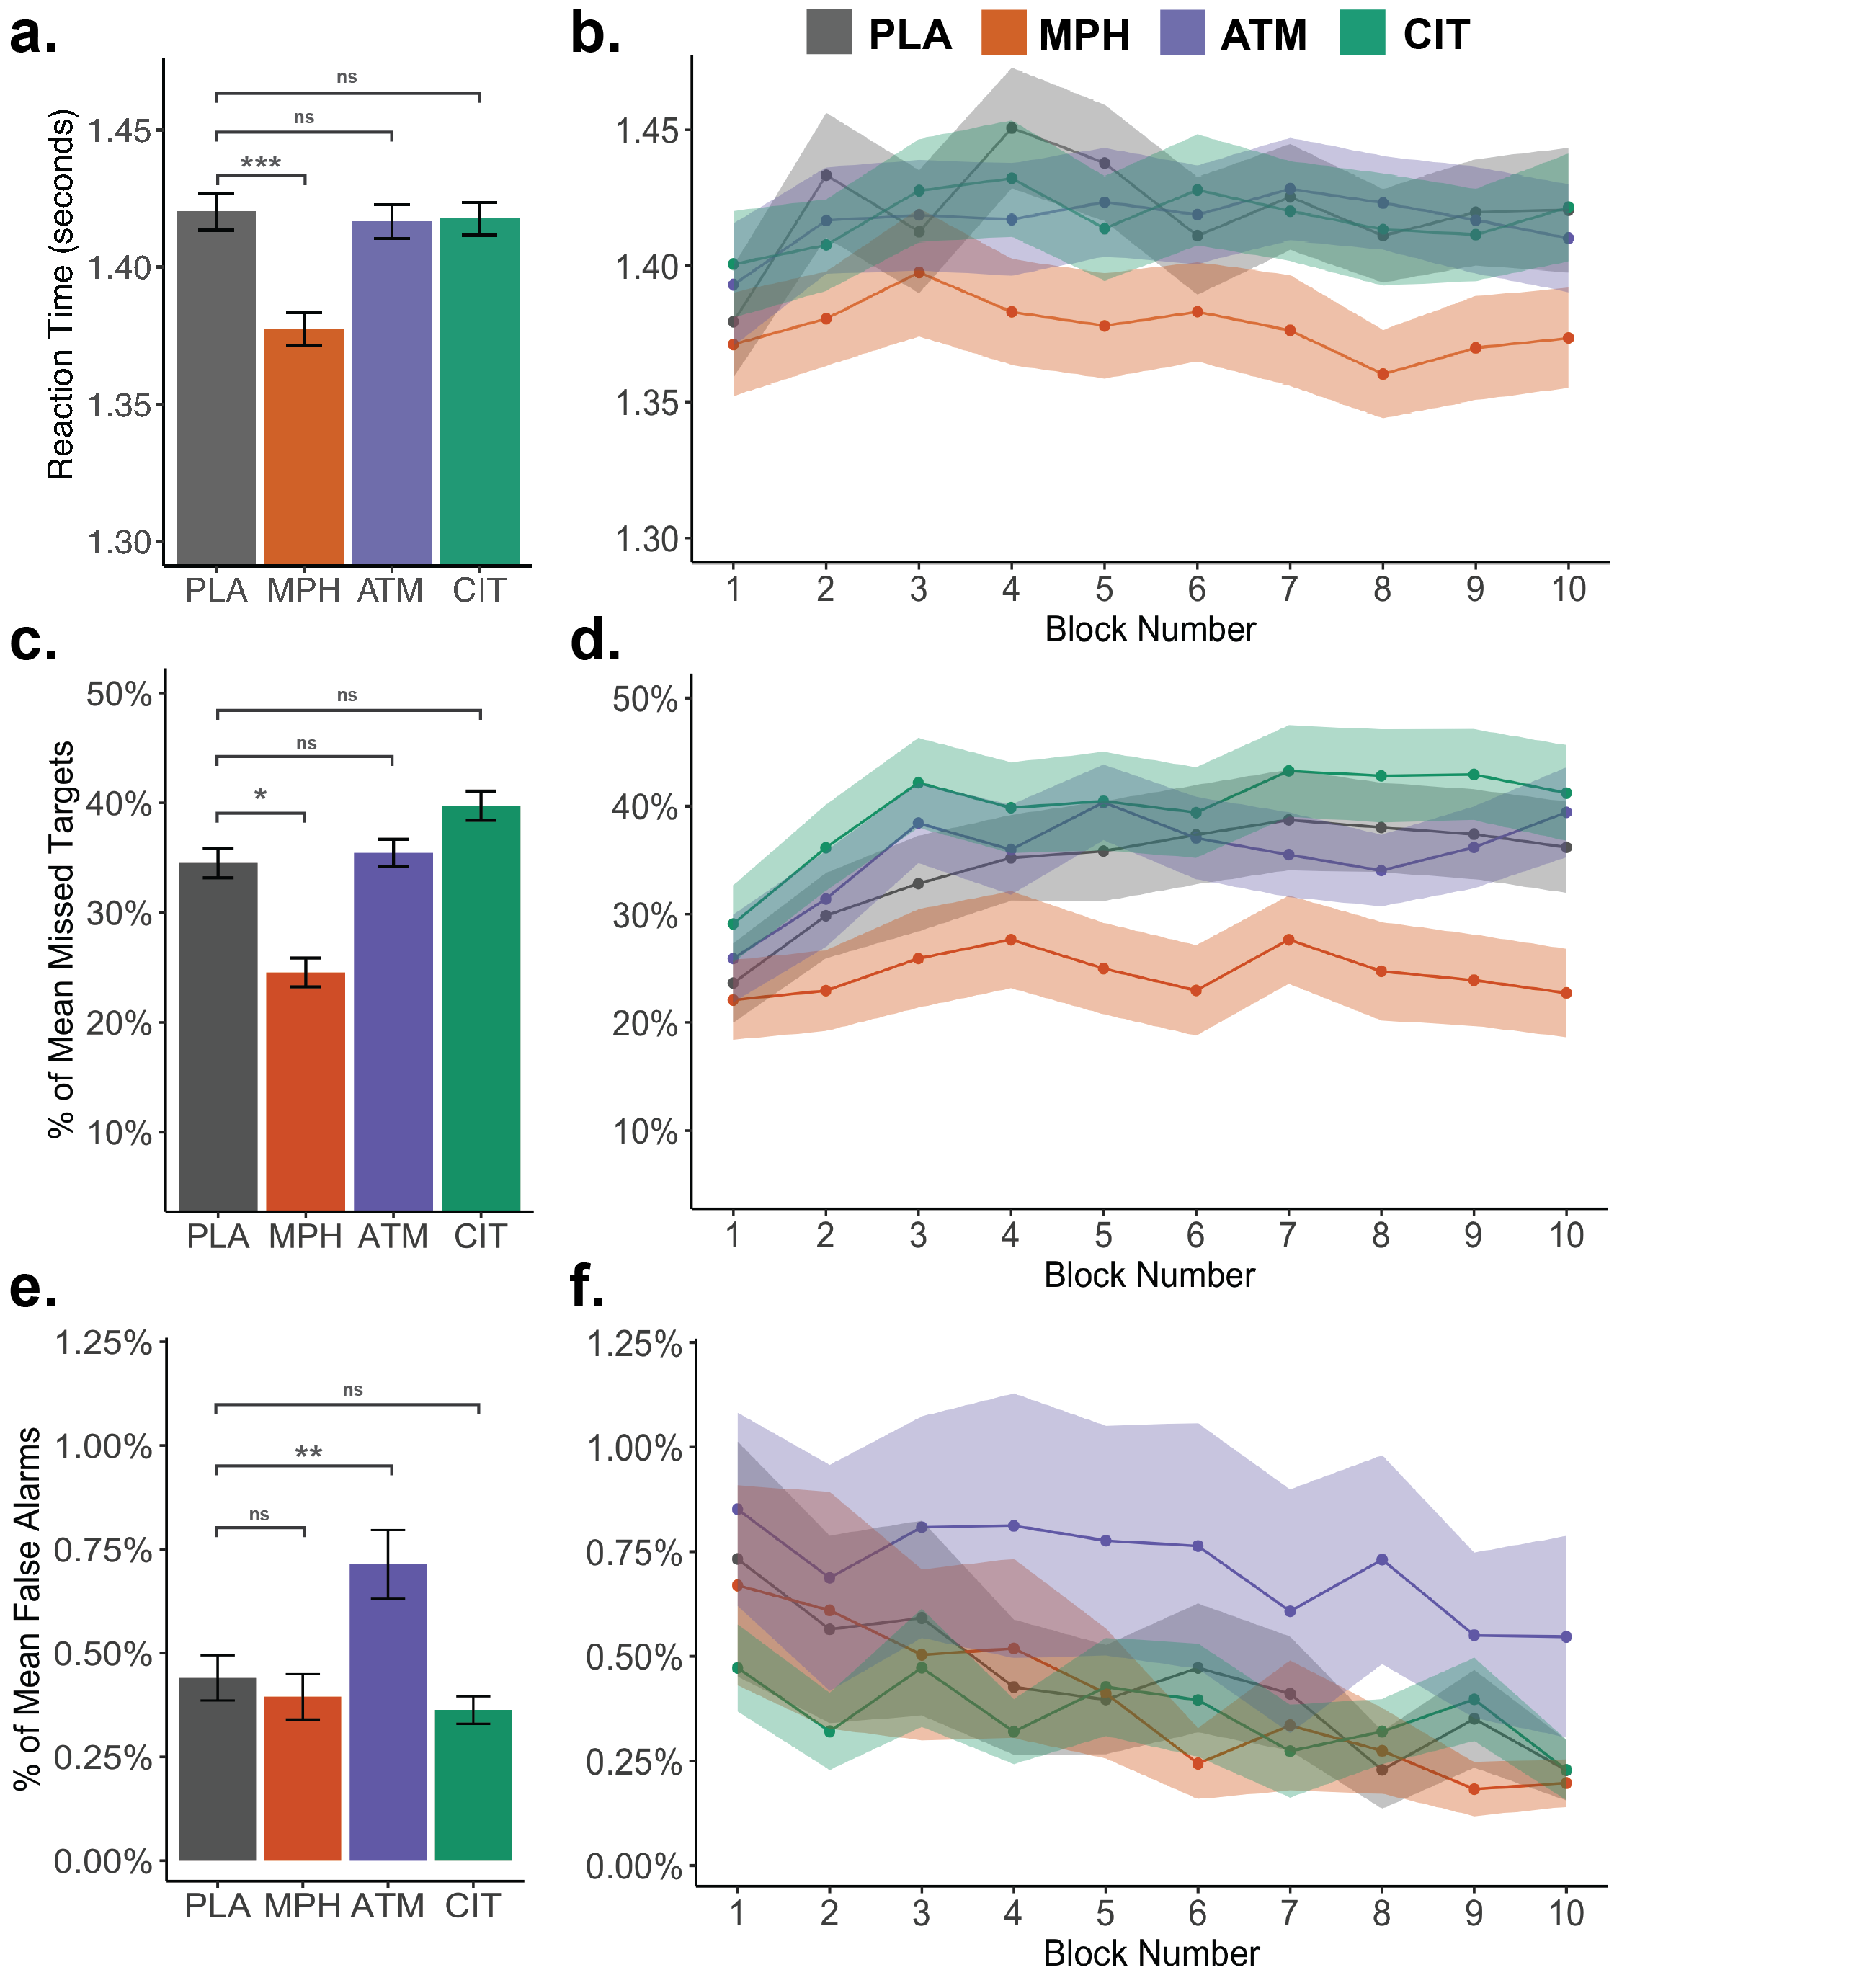 a.
b.
PLA MPH ATM CIT
Reaction Time (seconds)
1.45
1.40
1.35
1.30
ns
ns
***
PLA MPH ATM CIT
1.45
1.40
1.35
1.30
1 2 3 4 5 6 7 8 9 10
Block Number
c.
% of Mean Missed Targets
50%
40%
30%
20%
10%
ns
ns
*
PLA MPH ATM CIT
d.
50%
40%
30%
20%
10%
1 2 3 4 5 6 7 8 9 10
Block Number
e.
% of Mean False Alarms
1.25%
1.00%
0.75%
0.50%
0.25%
0.00%
ns
**
ns
PLA MPH ATM CIT
f.
1.25%
1.00%
0.75%
0.50%
0.25%
0.00%
1 2 3 4 5 6 7 8 9 10
Block Number